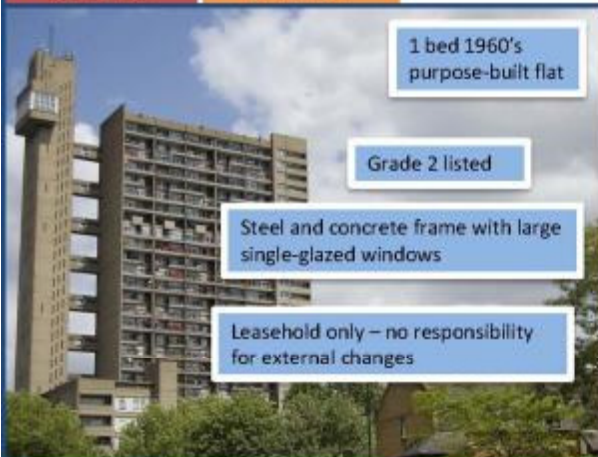 1 bed 1960's
purpose-built flat
Grade 2 listed
Steel and concrete frame with large
single-glazed windows
Leasehold only – no responsibility
for external changes